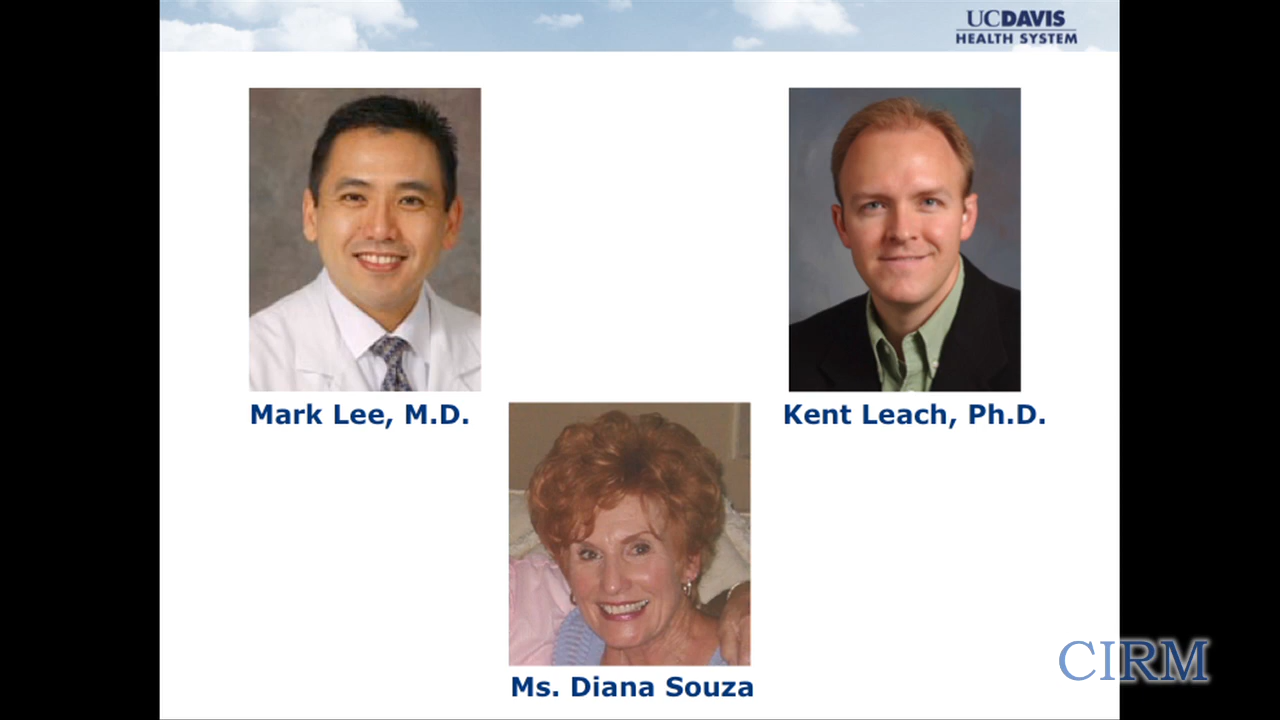 UCDAVIS
HEALTH SYSTEM
Mark Lee, M.D.
Kent Leach, Ph.D.
Ms. Diana Souza
CIRM